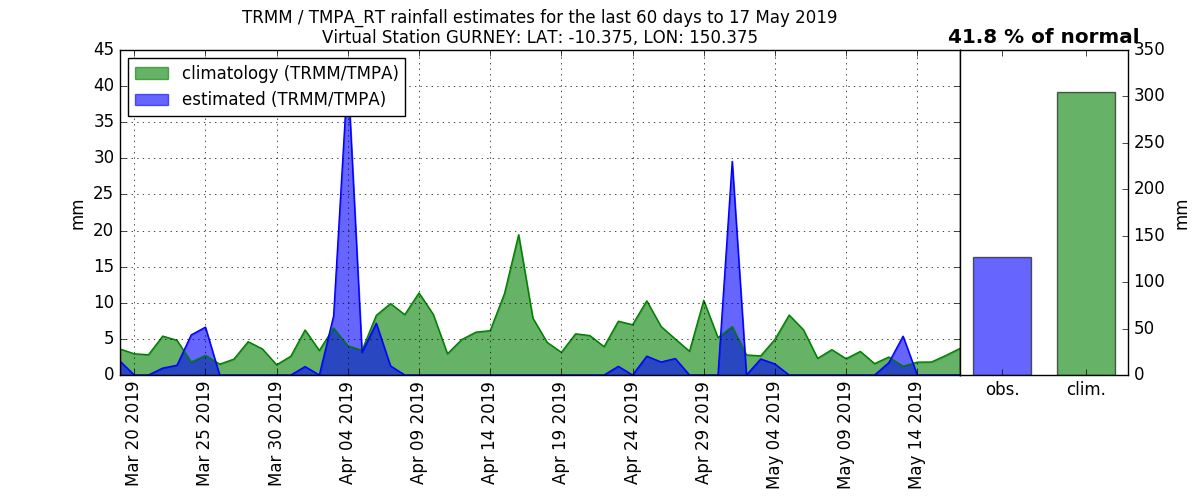 TRMM / TMPA_RT rainfall estimates for the last 60 days to 17 May 2019
Virtual Station GURNEY: LAT: -10.375, LON: 150.375
41.8 % of normal
climatology (TRMM/TMPA)
estimated (TRMM/TMPA)
mm
45
40
35
30
25
20
15
10
5
0
Mar 20 2019
Mar 25 2019
Mar 30 2019
Apr 04 2019
Apr 09 2019
Apr 14 2019
Apr 19 2019
Apr 24 2019
Apr 29 2019
May 04 2019
May 09 2019
May 14 2019
350
300
250
200
150
100
50
0
mm
obs.
clim.